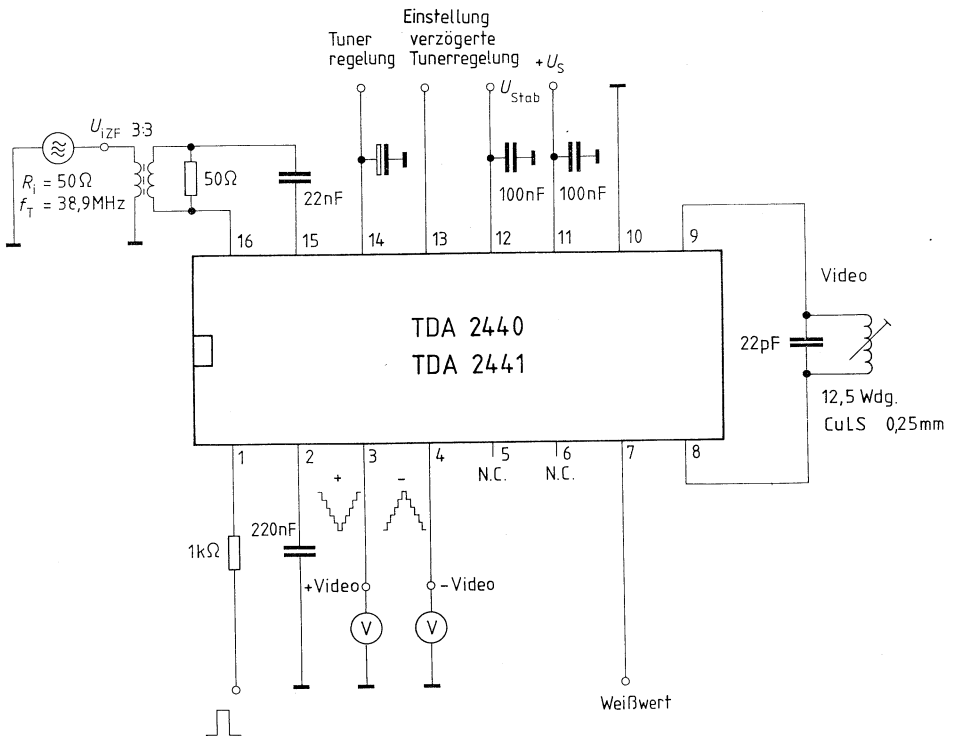 Einstellung
Tuner verzögerte
regelung Tunerregelung
+U_S
U_Stab
U_iZF 3:3
R_i = 50Ω
f_T = 38,9MHz
50Ω
22nF
100nF 100nF
16 15 14 13 12 11 10 9
Video
TDA 2440
TDA 2441
22pF
12,5 Wdg.
CuLS 0,25mm
1 2 3 4 5 6 7 8
N.C. N.C.
+ -
1kΩ
220nF
+Video -Video
V V
Weißwert